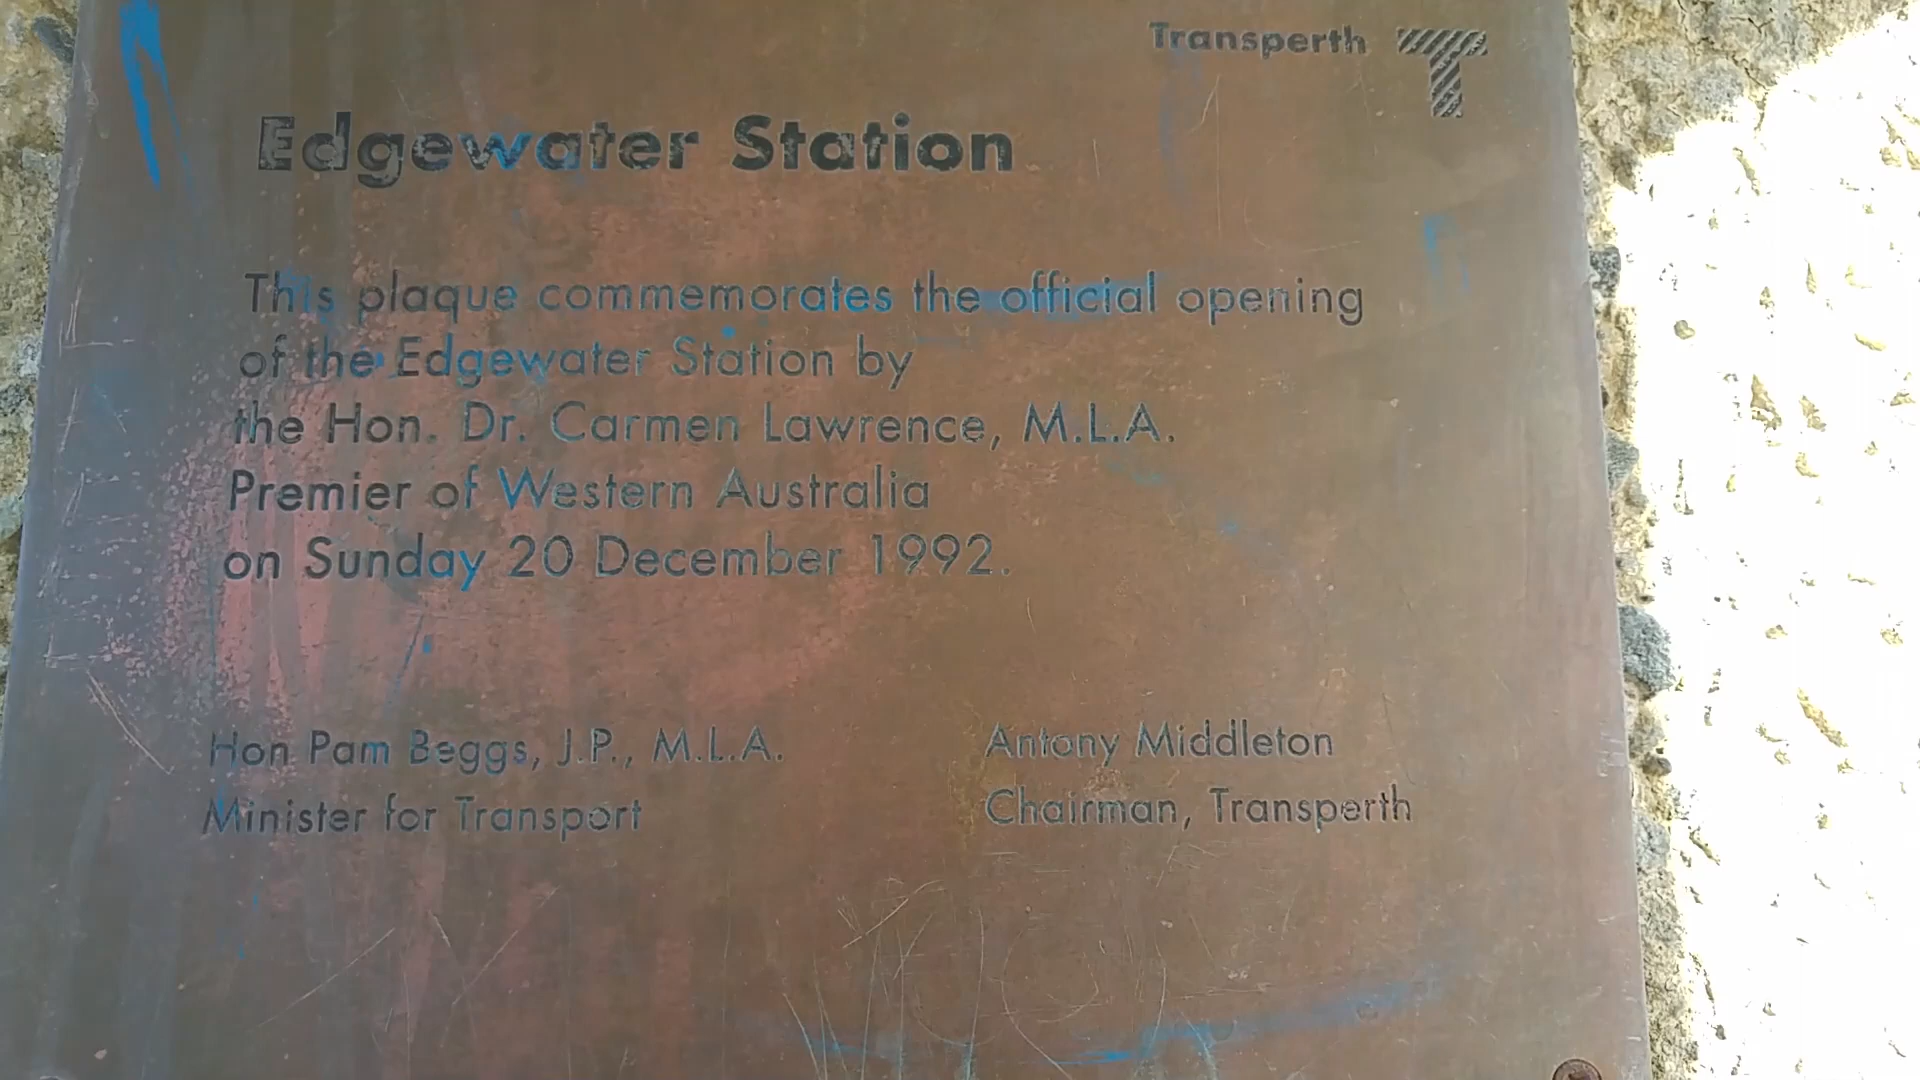 Transperth
Edgewater Station
This plaque commemorates the official opening
of the Edgewater Station by
the Hon. Dr. Carmen Lawrence, M.L.A.
Premier of Western Australia
on Sunday 20 December 1992.
Hon Pam Beggs, J.P., M.L.A.
Minister for Transport
Antony Middleton
Chairman, Transperth